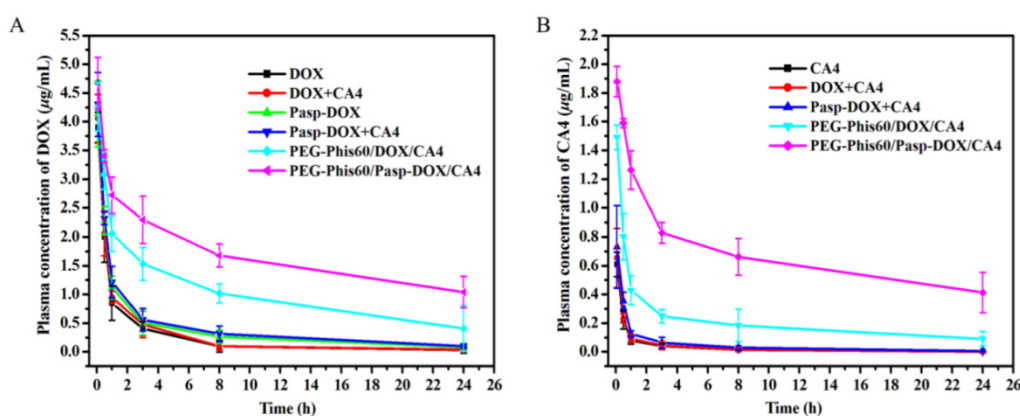 A
Plasma concentration of DOX (μg/mL)
5.5
5.0
4.5
4.0
3.5
3.0
2.5
2.0
1.5
1.0
0.5
0.0
DOX
DOX+CA4
Pasp-DOX
Pasp-DOX+CA4
PEG-Phis60/DOX/CA4
PEG-Phis60/Pasp-DOX/CA4
0 2 4 6 8 10 12 14 16 18 20 22 24 26
Time (h)
B
Plasma concentration of CA4 (μg/mL)
2.2
2.0
1.8
1.6
1.4
1.2
1.0
0.8
0.6
0.4
0.2
0.0
CA4
DOX+CA4
Pasp-DOX+CA4
PEG-Phis60/DOX/CA4
PEG-Phis60/Pasp-DOX/CA4
0 2 4 6 8 10 12 14 16 18 20 22 24 26
Time (h)